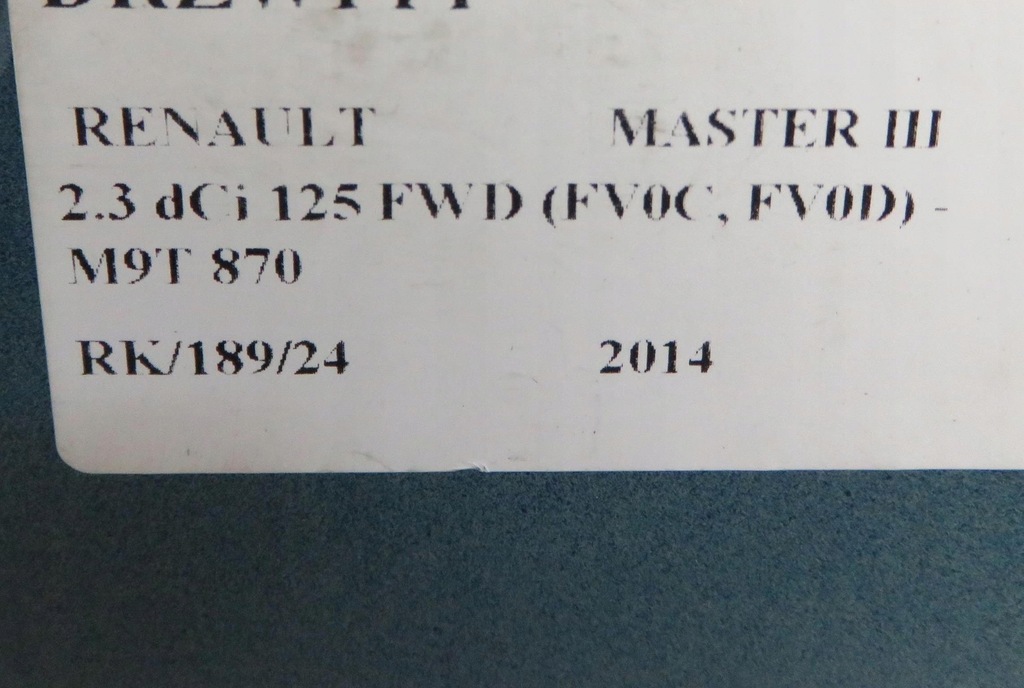 RENAULT MASTER III
2.3 dCi 125 FWD (FV0C, FV0D) -
M9T 870
RK/189/24 2014